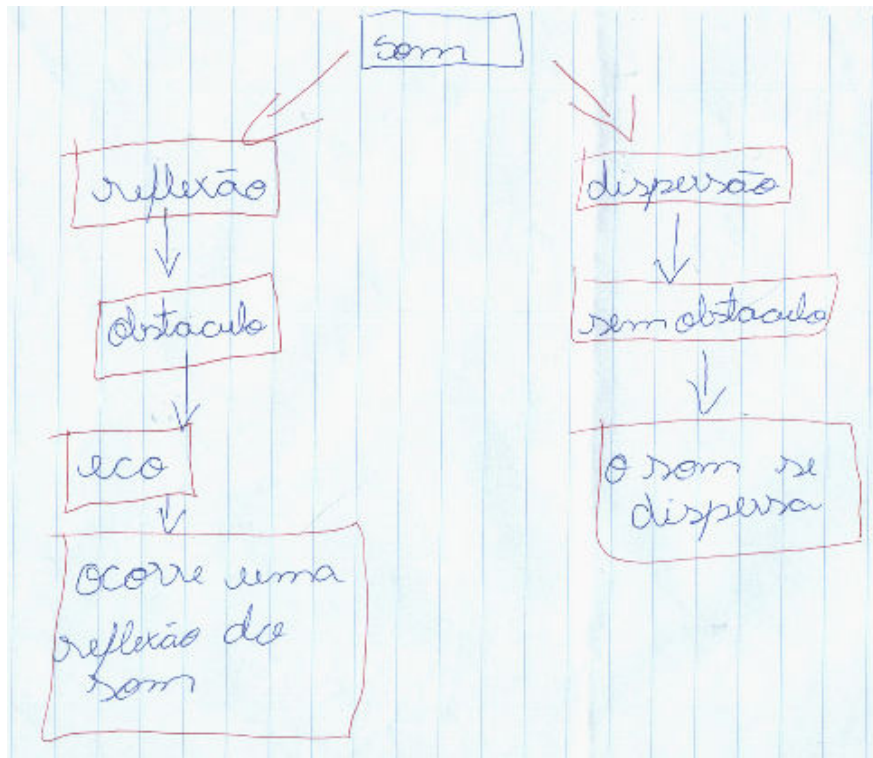 som
reflexão
dispersão
obstaculo
sem obstaculo
eco
o som se
dispersa
ocorre uma
reflexão do
som